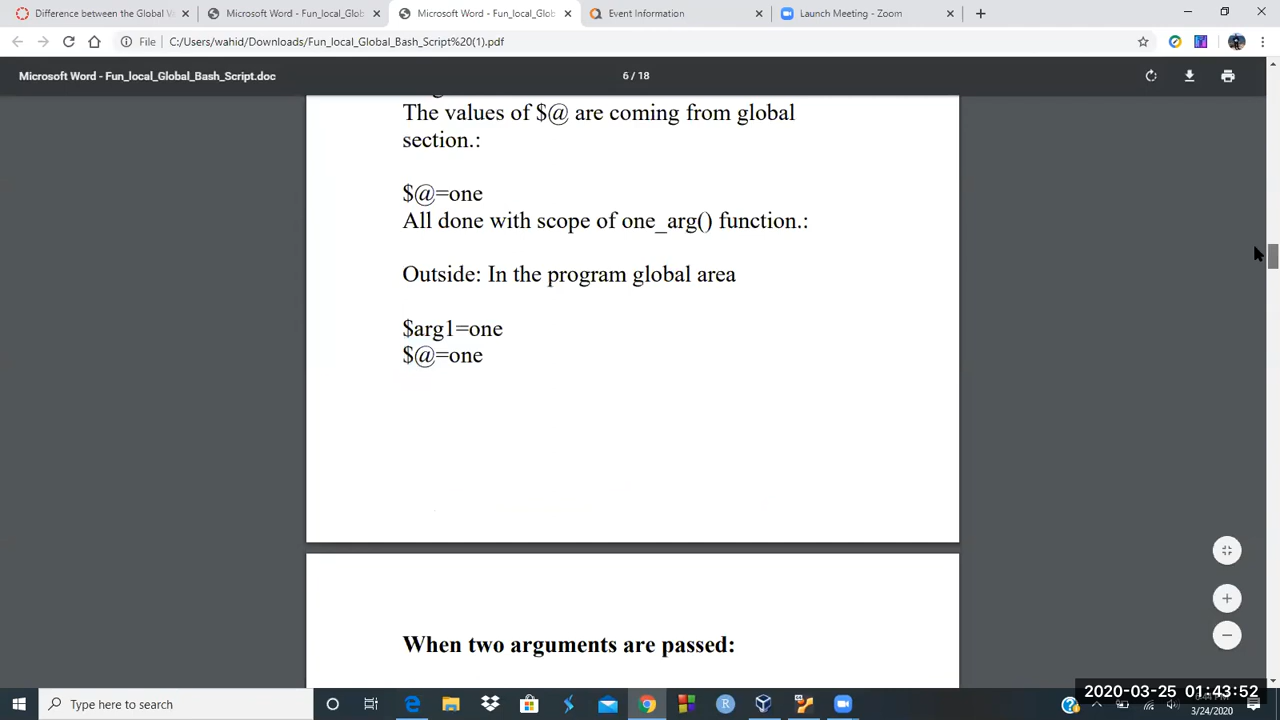 Difference between the Global V
Microsoft Word - Fun_local_Glob
Microsoft Word - Fun_local_Glob
Event Information
Launch Meeting - Zoom
File
C:/Users/wahid/Downloads/Fun_local_Global_Bash_Script%20(1).pdf
Microsoft Word - Fun_local_Global_Bash_Script.doc
6 / 18
The values of $@ are coming from global
section.:
$@=one
All done with scope of one_arg() function.:
Outside: In the program global area
$arg1=one
$@=one
When two arguments are passed:
Type here to search
2020-03-25 01:43:52
3/24/2020